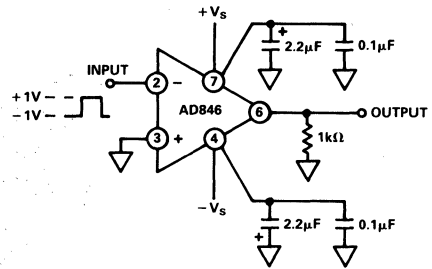 +VS
+
2.2µF
0.1µF
INPUT
+1V
−1V
2
−
7
AD846
6
OUTPUT
3
+
4
1kΩ
−VS
2.2µF
0.1µF
+